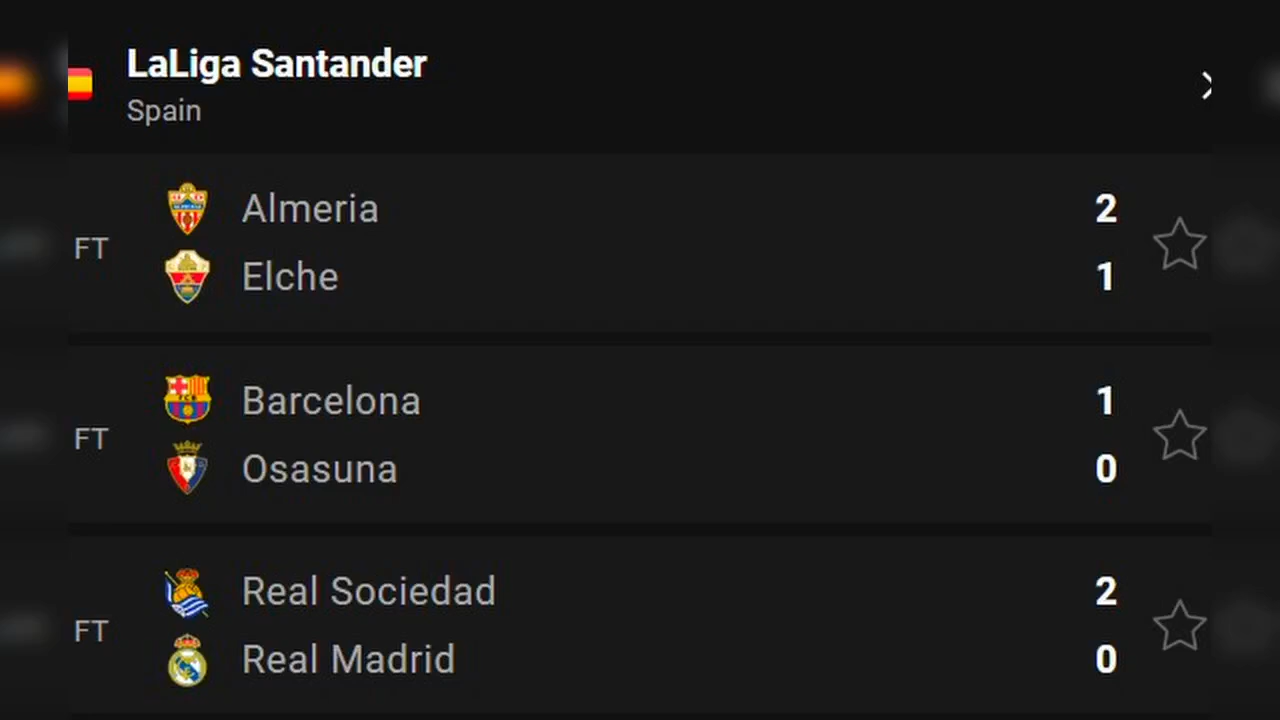 LaLiga Santander
Spain
Almeria 2
FT
Elche 1
Barcelona 1
FT
Osasuna 0
Real Sociedad 2
FT
Real Madrid 0